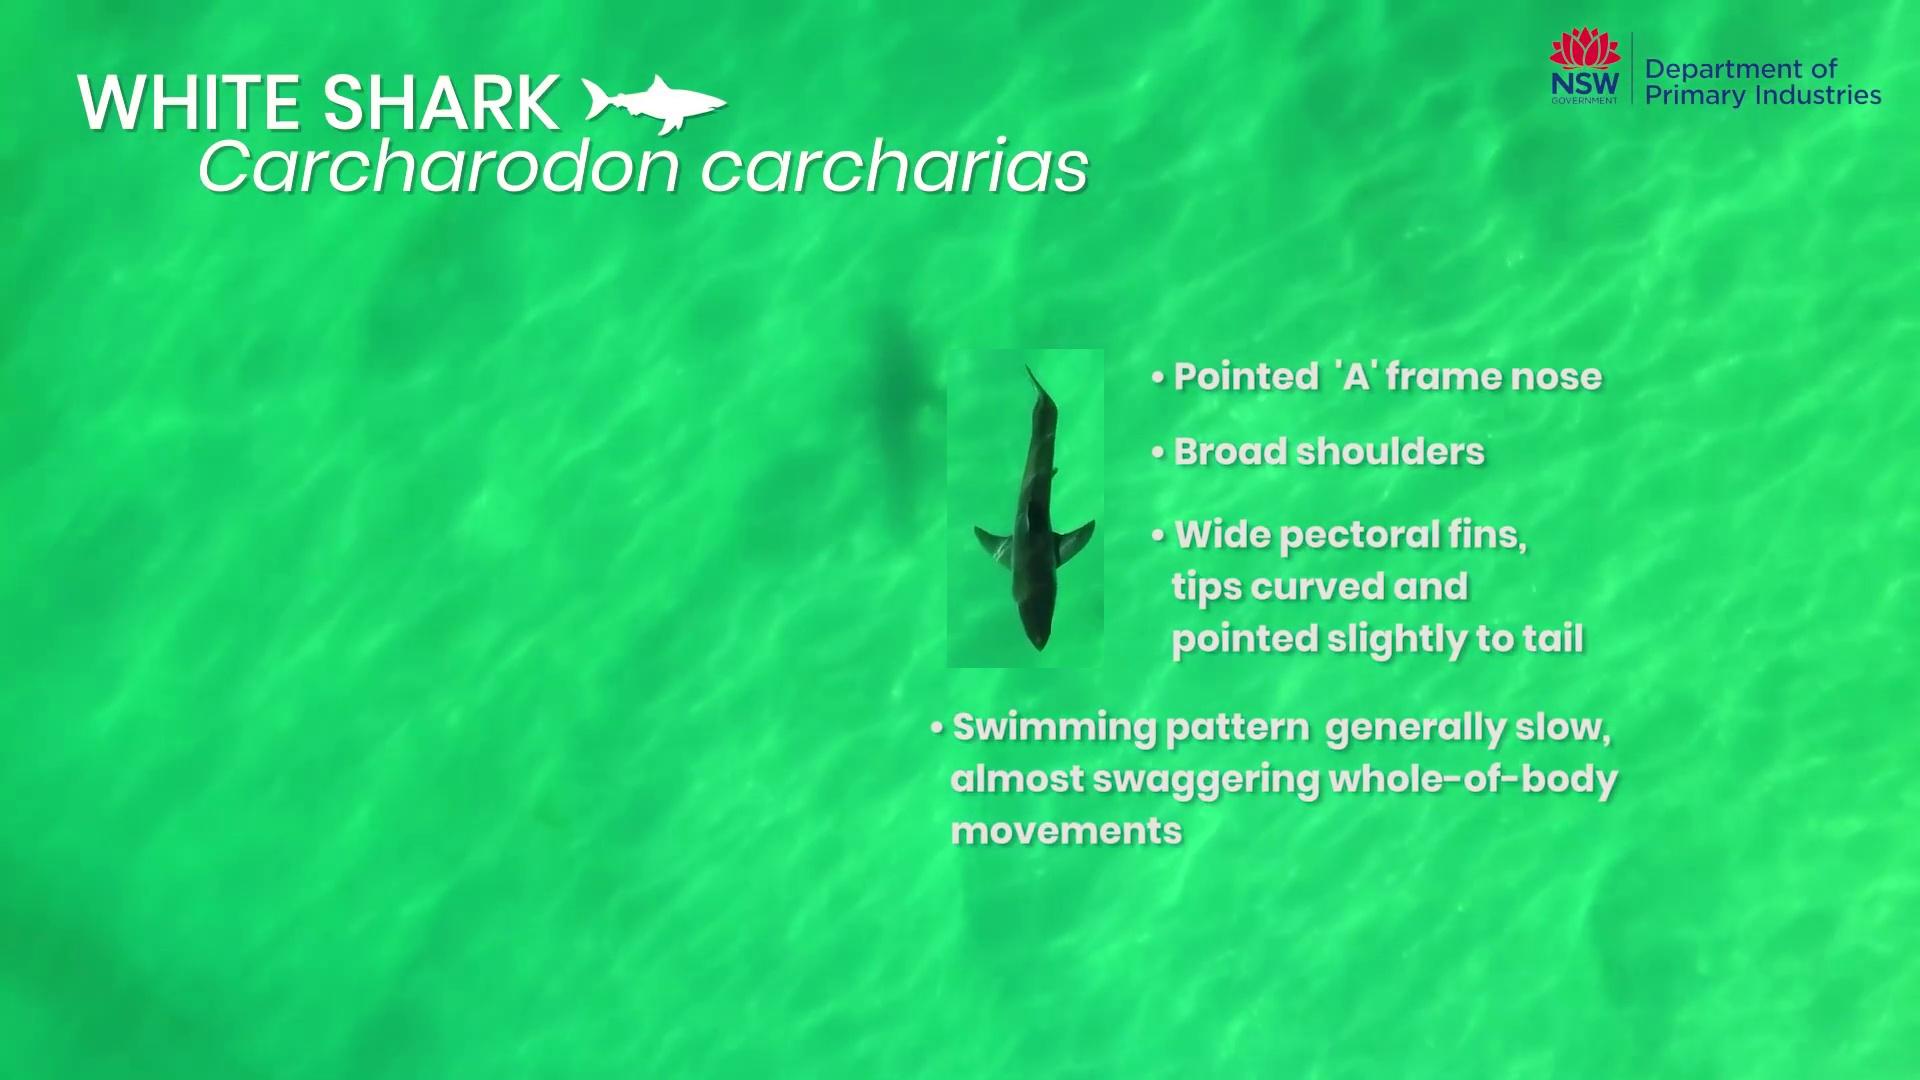 WHITE SHARK
Carcharodon carcharias
NSW
GOVERNMENT
Department of
Primary Industries
• Pointed 'A' frame nose
• Broad shoulders
• Wide pectoral fins,
tips curved and
pointed slightly to tail
• Swimming pattern generally slow,
almost swaggering whole-of-body
movements